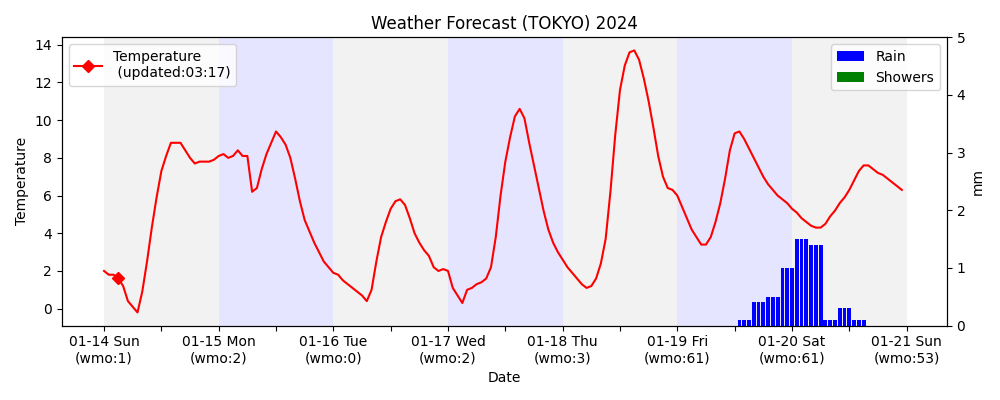 Weather Forecast (TOKYO) 2024
Temperature
(updated:03:17)
Rain
Showers
Temperature
14
12
10
8
6
4
2
0
5
4
3
2
1
0
mm
01-14 Sun
(wmo:1)
01-15 Mon
(wmo:2)
01-16 Tue
(wmo:0)
01-17 Wed
(wmo:2)
01-18 Thu
(wmo:3)
01-19 Fri
(wmo:61)
01-20 Sat
(wmo:61)
01-21 Sun
(wmo:53)
Date